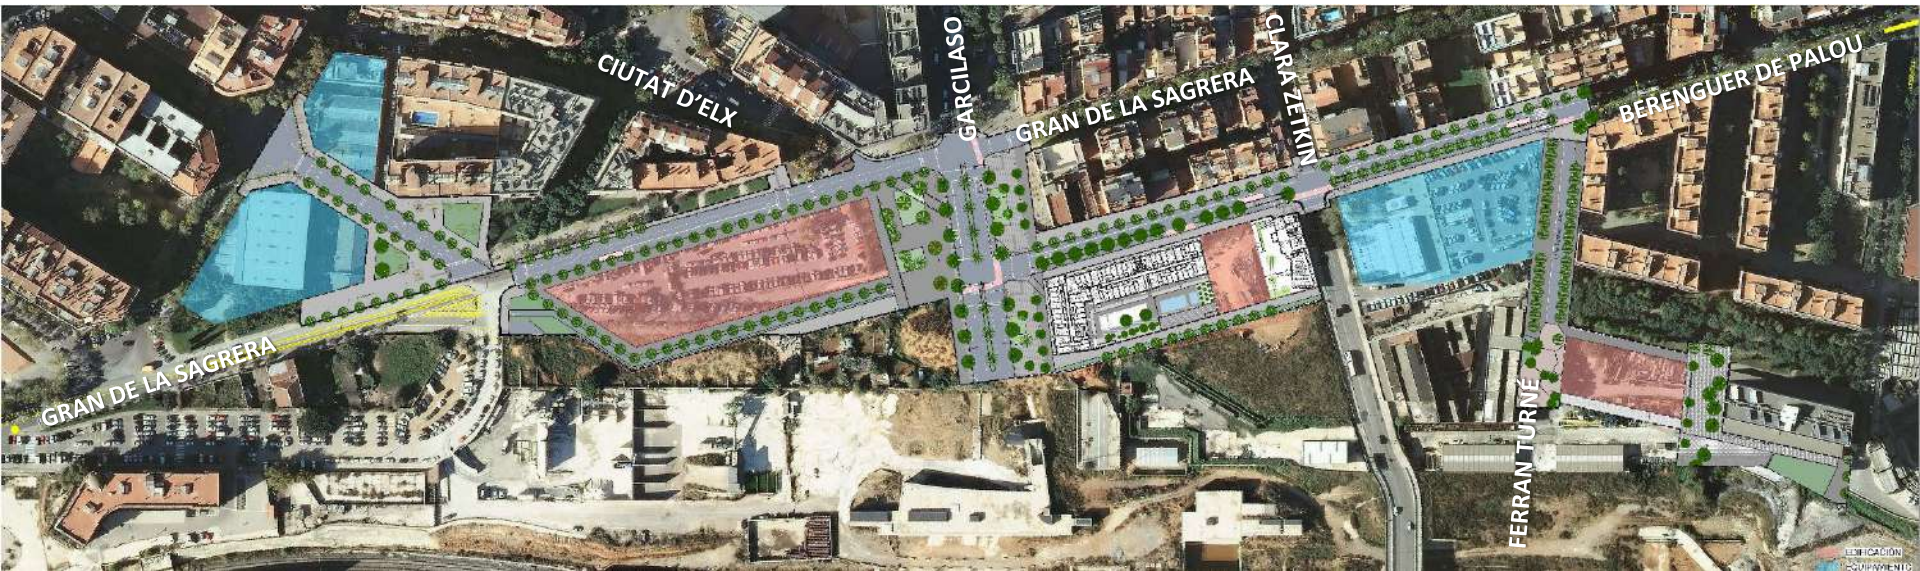 CIUTAT D'ELX
GARCILASO
GRAN DE LA SAGRERA
CLARA ZETKIN
BERENGUER DE PALOU
GRAN DE LA SAGRERA
FERRAN TURNÉ
EDIFICACIÓN
EQUIPAMIENTO